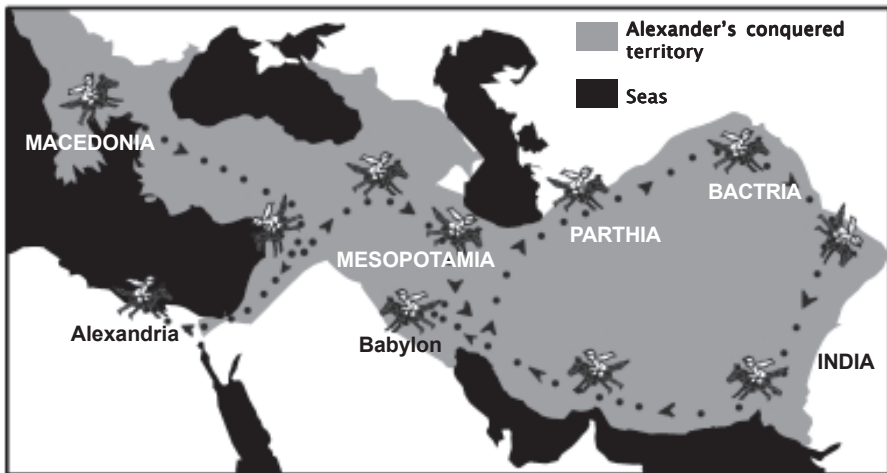 Alexander's conquered
territory
Seas
MACEDONIA
BACTRIA
PARTHIA
MESOPOTAMIA
Alexandria
Babylon
INDIA